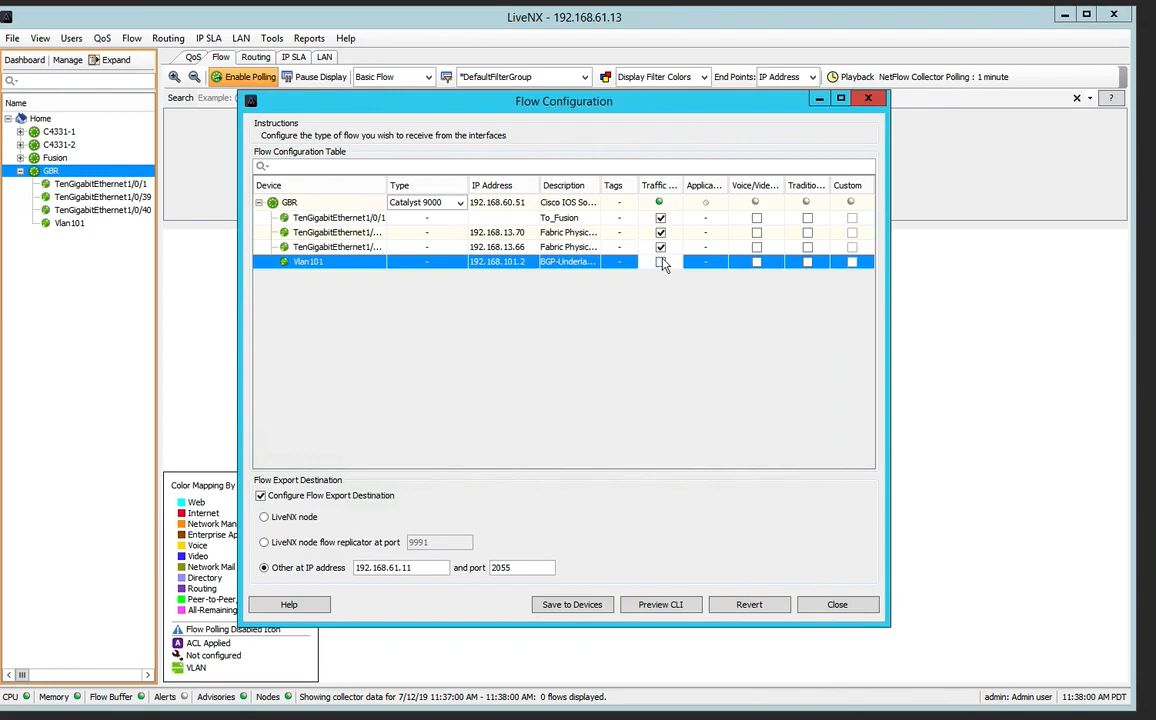 LiveNX - 192.168.61.13
File View Users QoS Flow Routing IP SLA LAN Tools Reports Help
Dashboard Manage Expand
QoS Flow Routing IP SLA LAN
Enable Polling Pause Display Basic Flow *DefaultFilterGroup Display Filter Colors End Points: IP Address Playback NetFlow Collector Polling : 1 minute
Search Example: (
Name
Home
C4331-1
C4331-2
Fusion
GBR
TenGigabitEthernet1/0/1
TenGigabitEthernet1/0/39
TenGigabitEthernet1/0/40
Vlan101
Flow Configuration
Instructions
Configure the type of flow you wish to receive from the interfaces
Flow Configuration Table
Device Type IP Address Description Tags Traffic ... Applica... Voice/Vide... Traditio... Custom
GBR Catalyst 9000 192.168.60.51 Cisco IOS So... -
TenGigabitEthernet1/0/1 - To_Fusion - -
TenGigabitEthernet1/... - 192.168.13.70 Fabric Physic... - -
TenGigabitEthernet1/... - 192.168.13.66 Fabric Physic... - -
Vlan101 - 192.168.101.2 BGP-Underla... - -
Flow Export Destination
Configure Flow Export Destination
LiveNX node
LiveNX node flow replicator at port 9991
Other at IP address 192.168.61.11 and port 2055
Help Save to Devices Preview CLI Revert Close
Color Mapping By
Web
Internet
Network Man
Enterprise Ap
Voice
Video
Network Mail
Directory
Routing
Peer-to-Peer,
All-Remaining
Flow Polling Disabled Icon
A ACL Applied
Not configured
VLAN
CPU Memory Flow Buffer Alerts Advisories Nodes Showing collector data for 7/12/19 11:37:00 AM - 11:38:00 AM: 0 flows displayed. admin: Admin user 11:38:00 AM PDT